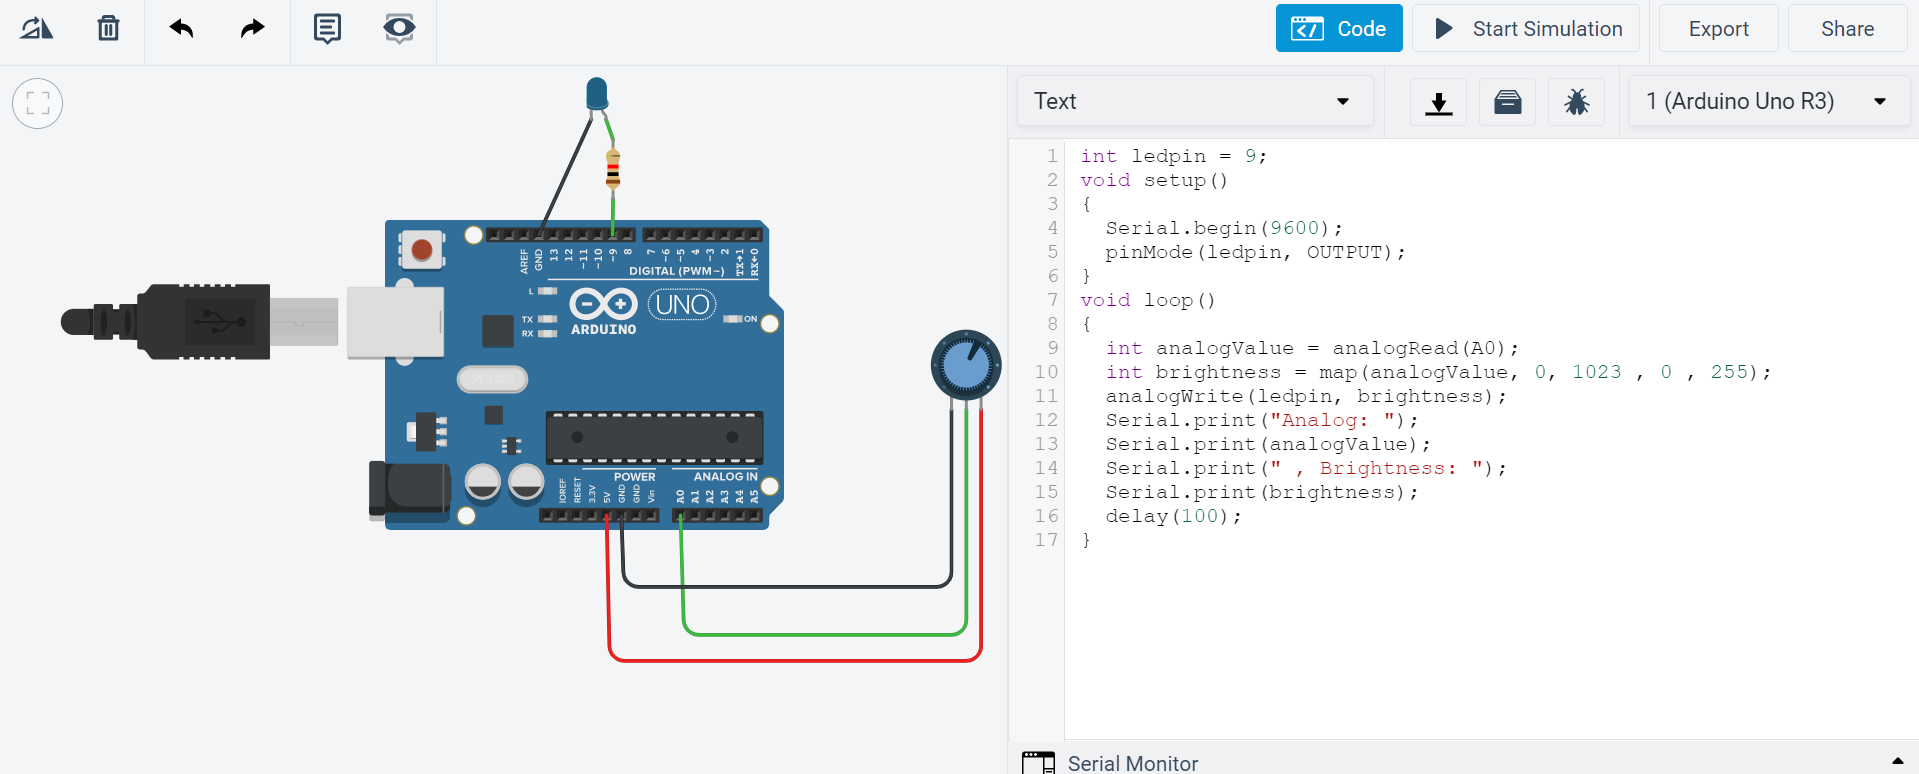 Code
Start Simulation
Export
Share
Text
1 (Arduino Uno R3)
1 int ledpin = 9;
2 void setup()
3 {
4 Serial.begin(9600);
5 pinMode(ledpin, OUTPUT);
6 }
7 void loop()
8 {
9 int analogValue = analogRead(A0);
10 int brightness = map(analogValue, 0, 1023 , 0 , 255);
11 analogWrite(ledpin, brightness);
12 Serial.print("Analog: ");
13 Serial.print(analogValue);
14 Serial.print(" , Brightness: ");
15 Serial.print(brightness);
16 delay(100);
17 }
Serial Monitor
AREF
GND
13
12
~11
~10
~9
8
7
~6
~5
4
~3
2
TX→1
RX←0
DIGITAL (PWM~)
L
TX
RX
UNO
ON
ARDUINO
POWER
ANALOG IN
IOREF
RESET
3.3V
5V
GND
GND
Vin
A0
A1
A2
A3
A4
A5